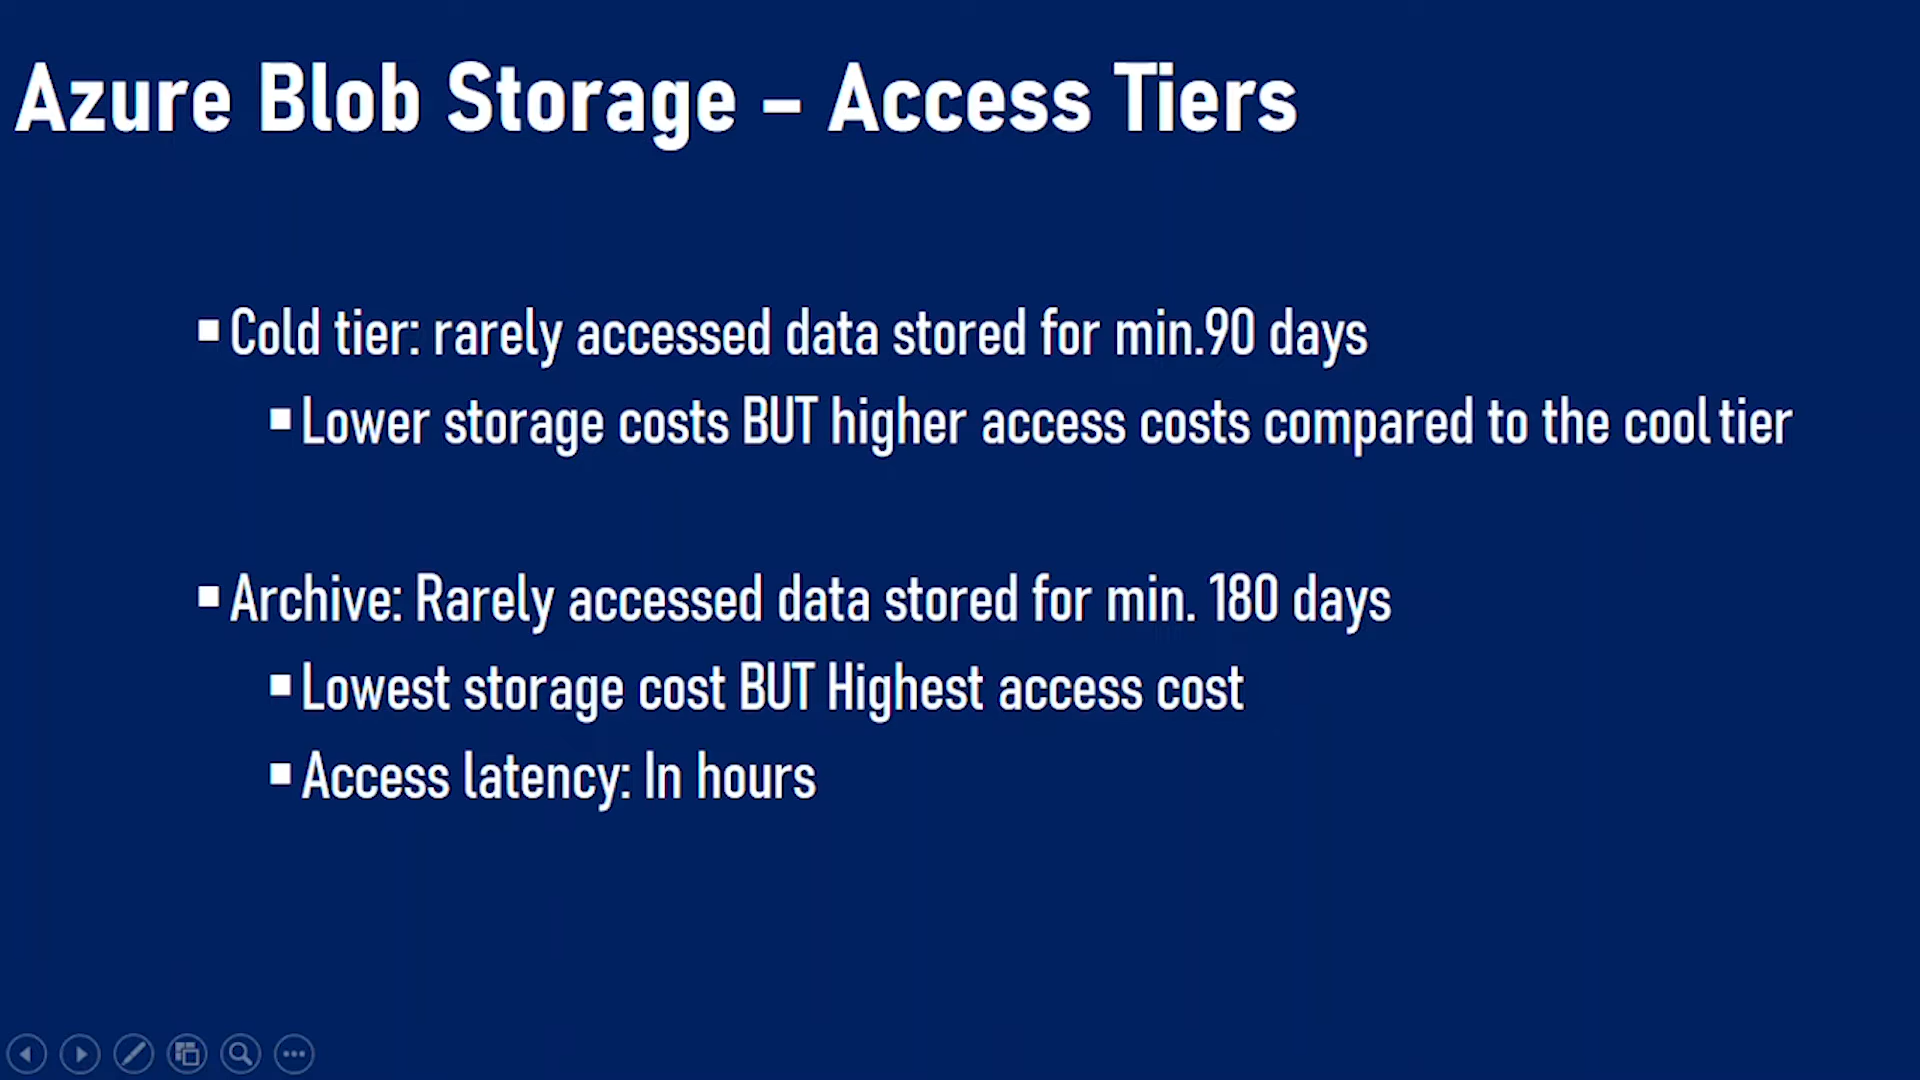 Azure Blob Storage – Access Tiers
▪ Cold tier: rarely accessed data stored for min.90 days
▪ Lower storage costs BUT higher access costs compared to the cool tier
▪ Archive: Rarely accessed data stored for min. 180 days
▪ Lowest storage cost BUT Highest access cost
▪ Access latency: In hours